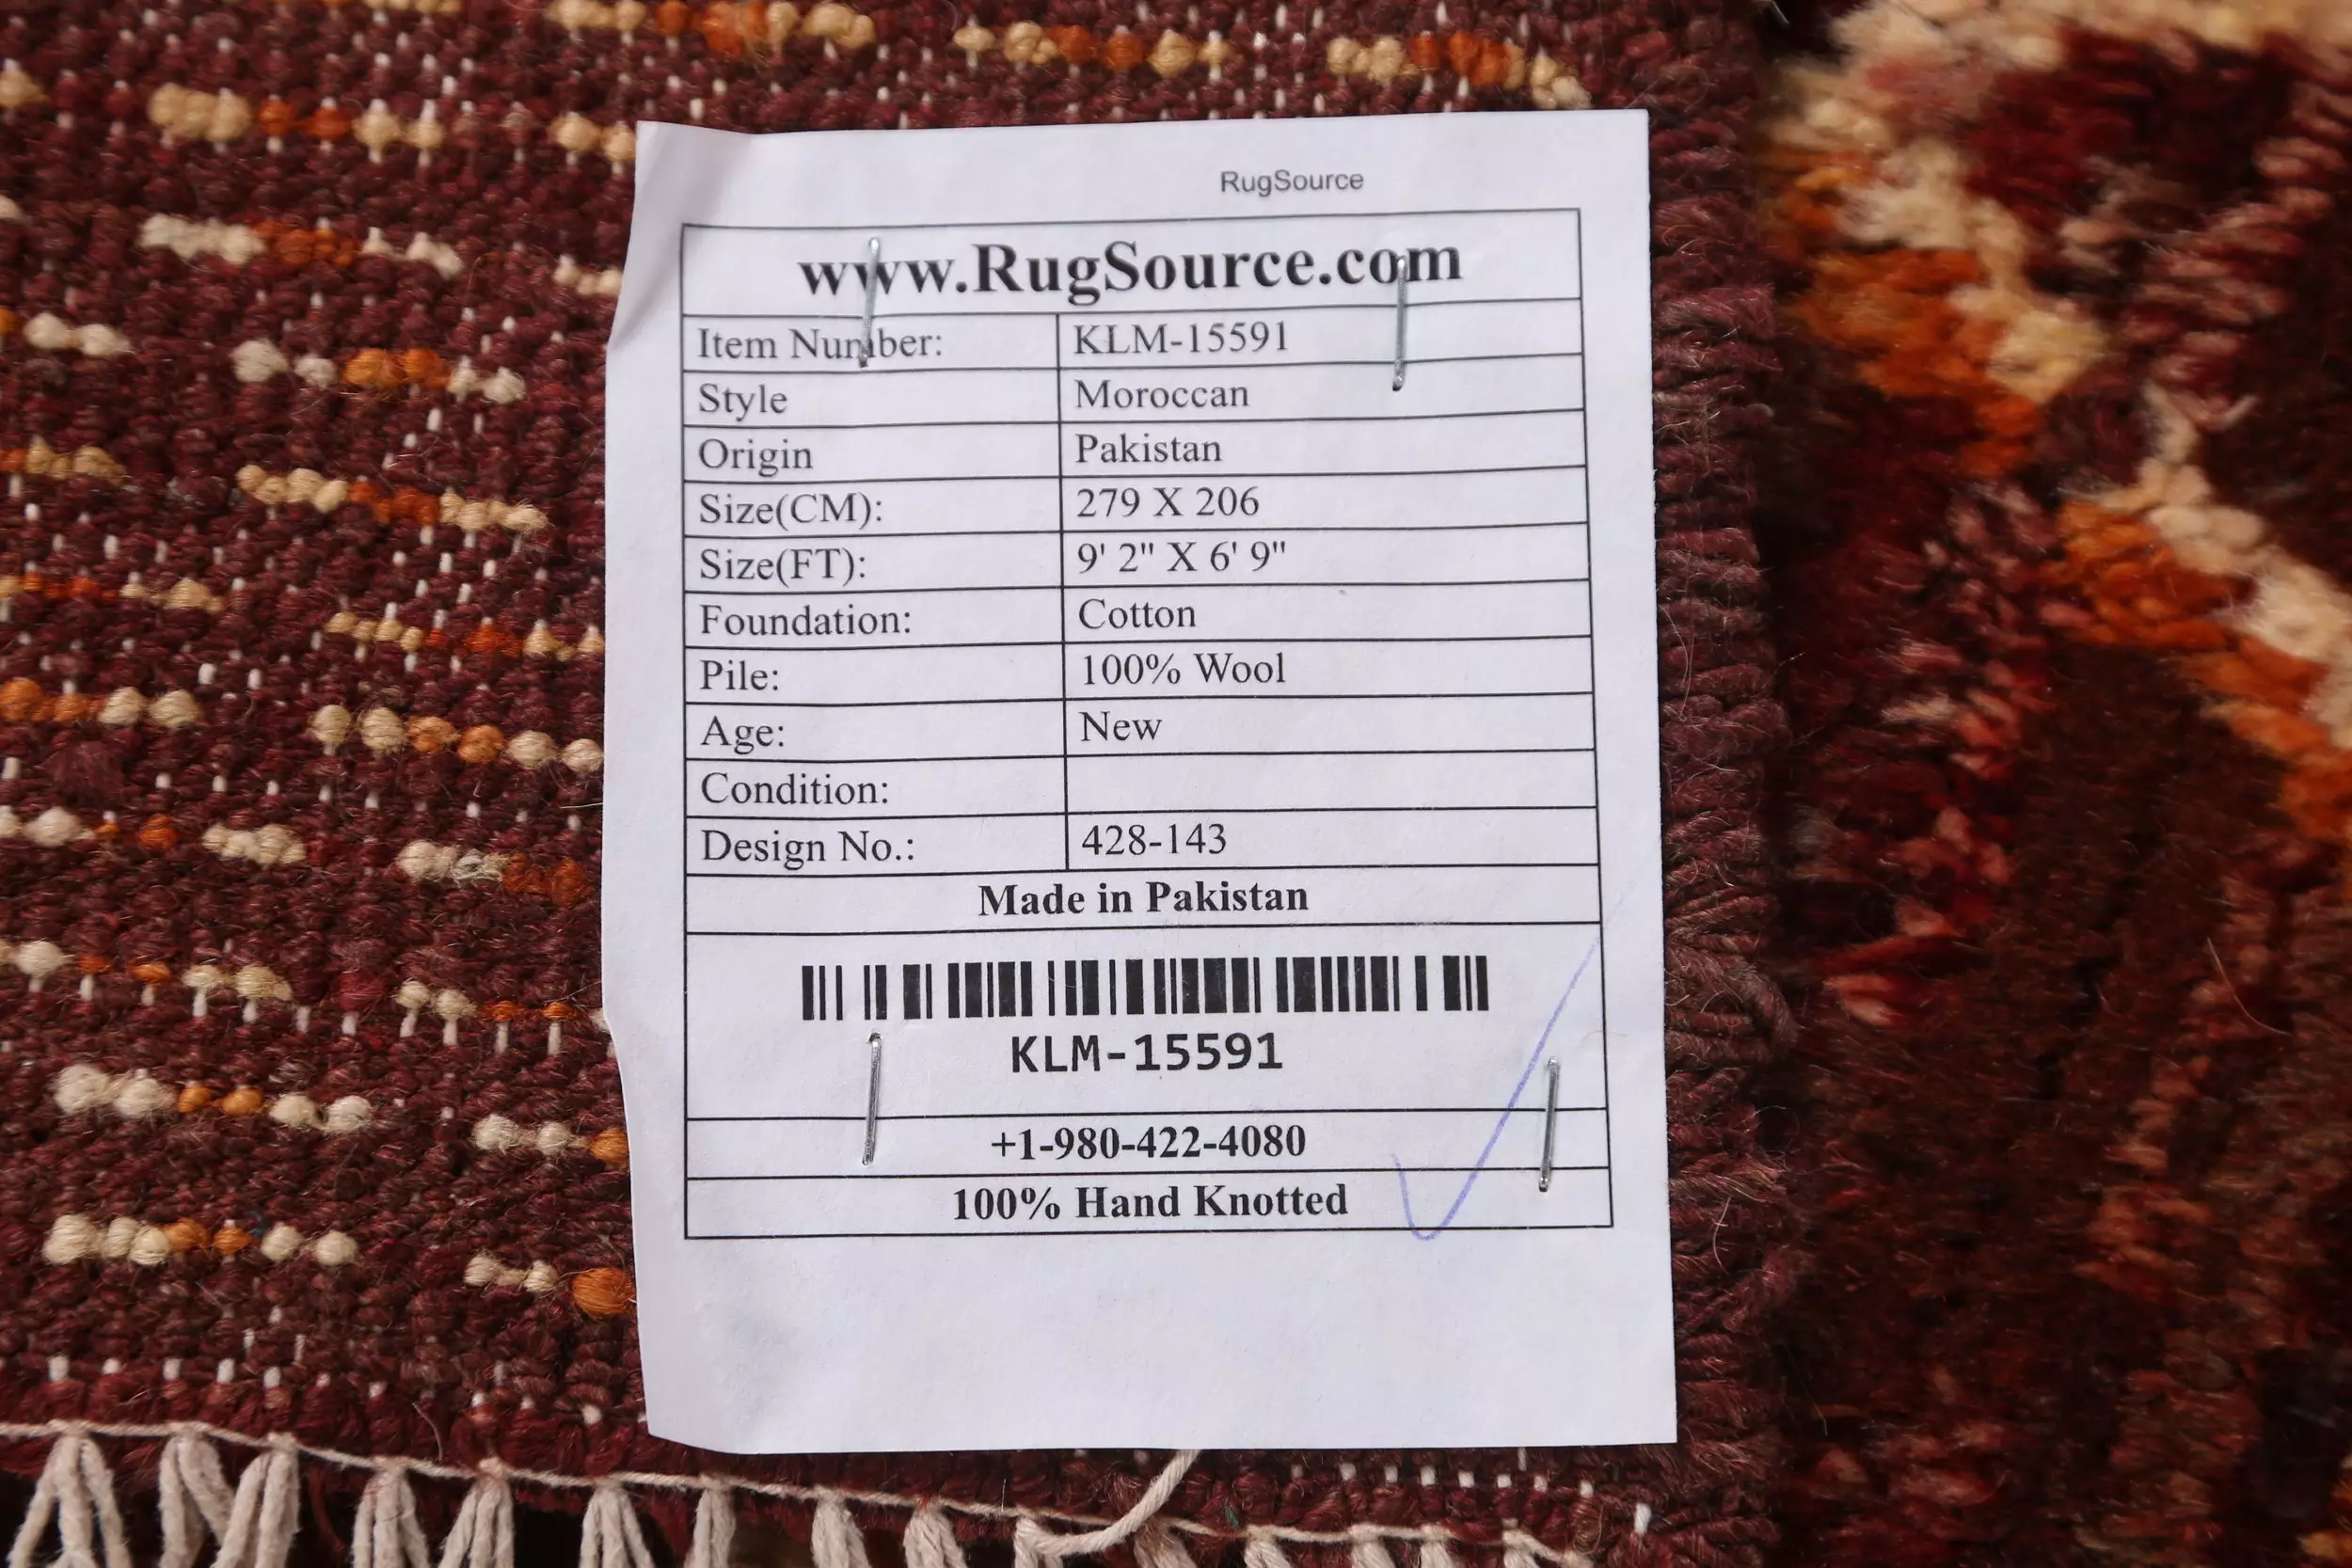 RugSource
www.RugSource.com
Item Number: KLM-15591
Style Moroccan
Origin Pakistan
Size(CM): 279 X 206
Size(FT): 9' 2" X 6' 9"
Foundation: Cotton
Pile: 100% Wool
Age: New
Condition:
Design No.: 428-143
Made in Pakistan
KLM-15591
+1-980-422-4080
100% Hand Knotted